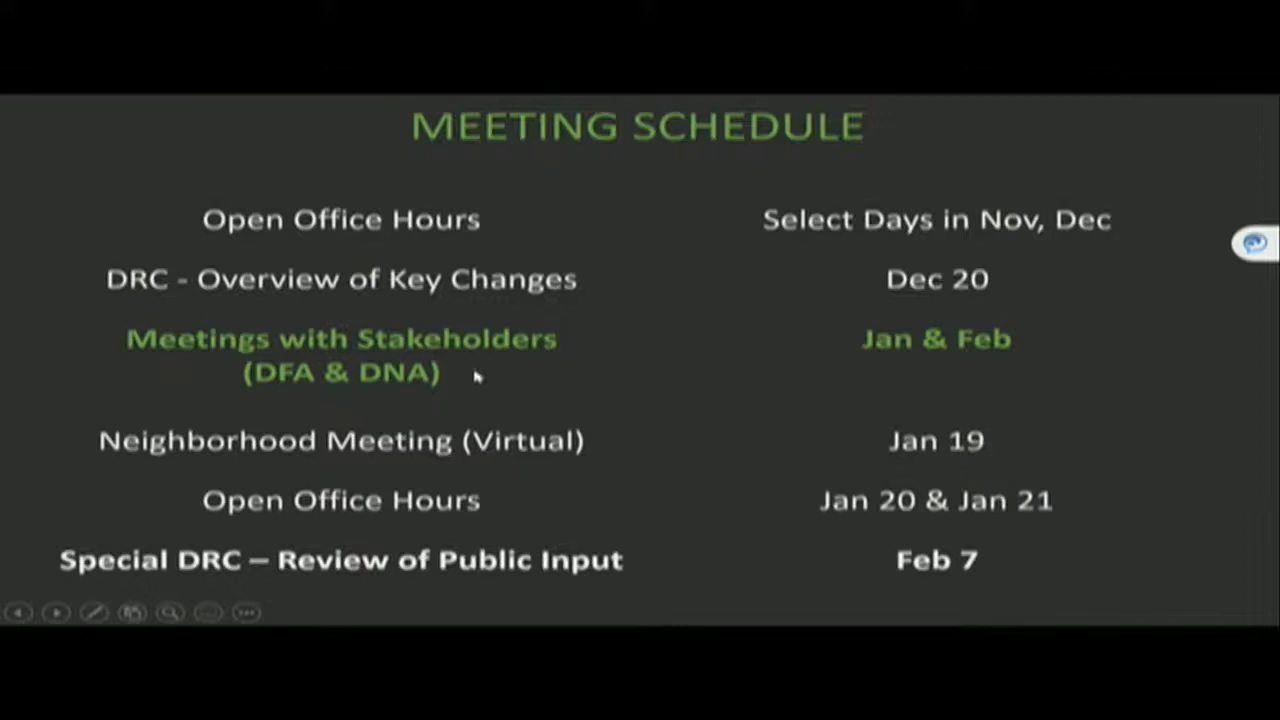 MEETING SCHEDULE
Open Office Hours Select Days in Nov, Dec
DRC - Overview of Key Changes Dec 20
Meetings with Stakeholders Jan & Feb
(DFA & DNA)
Neighborhood Meeting (Virtual) Jan 19
Open Office Hours Jan 20 & Jan 21
Special DRC – Review of Public Input Feb 7